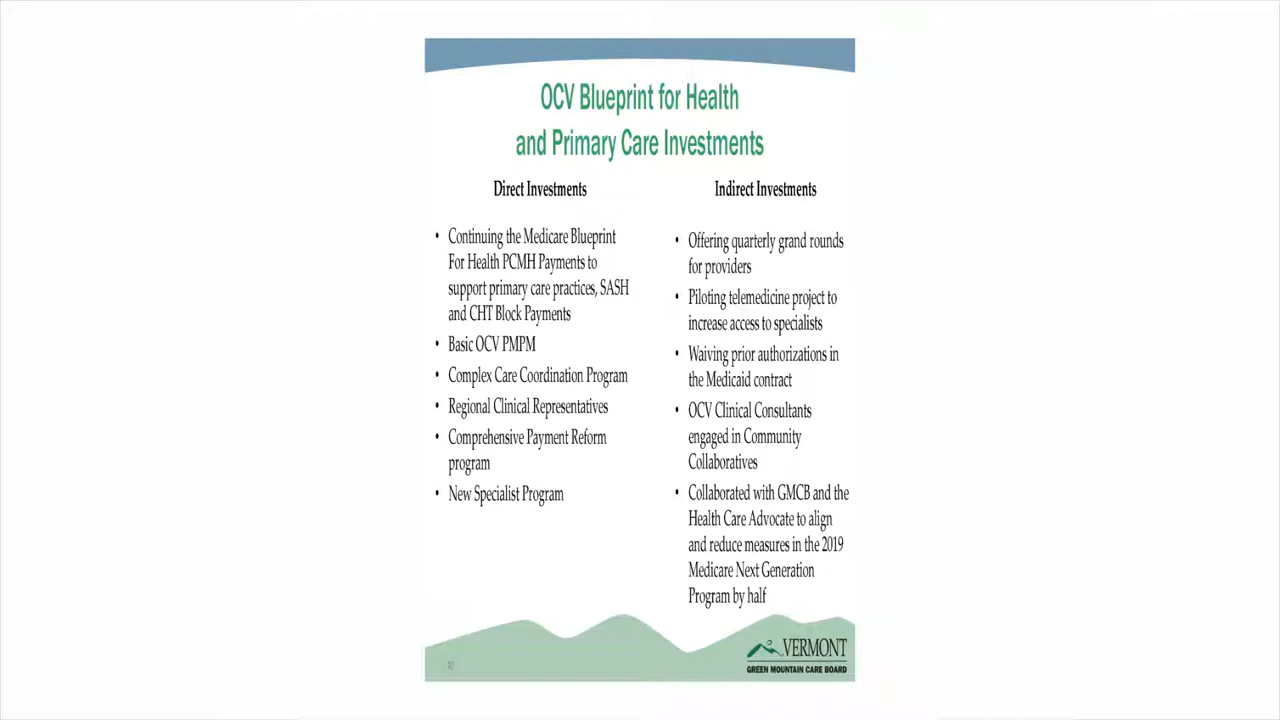 OCV Blueprint for Health
and Primary Care Investments
Direct Investments
• Continuing the Medicare Blueprint
For Health PCMH Payments to
support primary care practices, SASH
and CHT Block Payments
• Basic OCV PMPM
• Complex Care Coordination Program
• Regional Clinical Representatives
• Comprehensive Payment Reform
program
• New Specialist Program
Indirect Investments
• Offering quarterly grand rounds
for providers
• Piloting telemedicine project to
increase access to specialists
• Waiving prior authorizations in
the Medicaid contract
• OCV Clinical Consultants
engaged in Community
Collaboratives
• Collaborated with GMCB and the
Health Care Advocate to align
and reduce measures in the 2019
Medicare Next Generation
Program by half
VERMONT
GREEN MOUNTAIN CARE BOARD